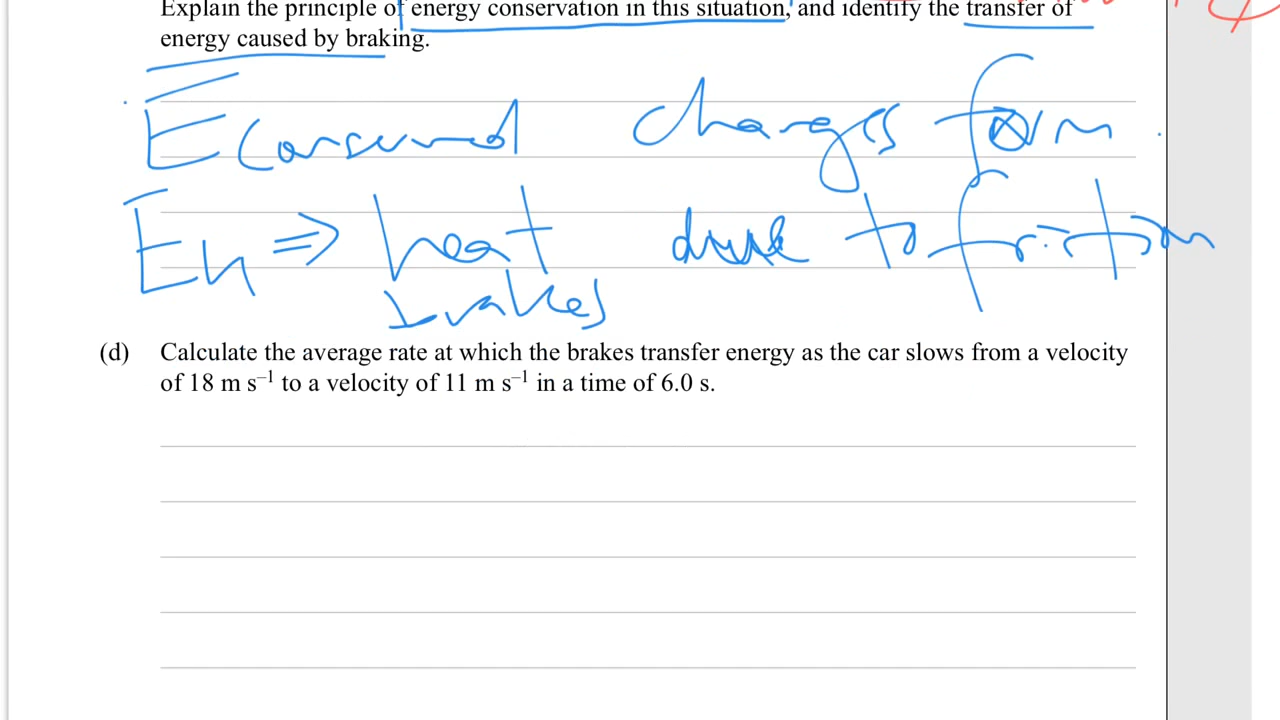 Explain the principle of energy conservation in this situation, and identify the transfer of
energy caused by braking.
E conserved changes form.
Ek ⇒ heat due to friction
brakes
(d) Calculate the average rate at which the brakes transfer energy as the car slows from a velocity
of 18 m s⁻¹ to a velocity of 11 m s⁻¹ in a time of 6.0 s.